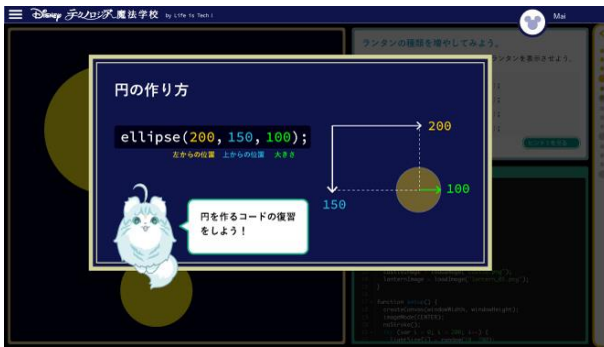 Disney テクノロジア魔法学校 by Life is Tech !
Mai
ランタンの種類を増やしてみよう。
ランタンを表示させよう。
円の作り方
ellipse(200, 150, 100);
左からの位置 上からの位置 大きさ
200
100
150
円を作るコードの復習
をしよう！
function setup() {
createCanvas(windowWidth, windowHeight);
imageMode(CENTER);
noStroke();